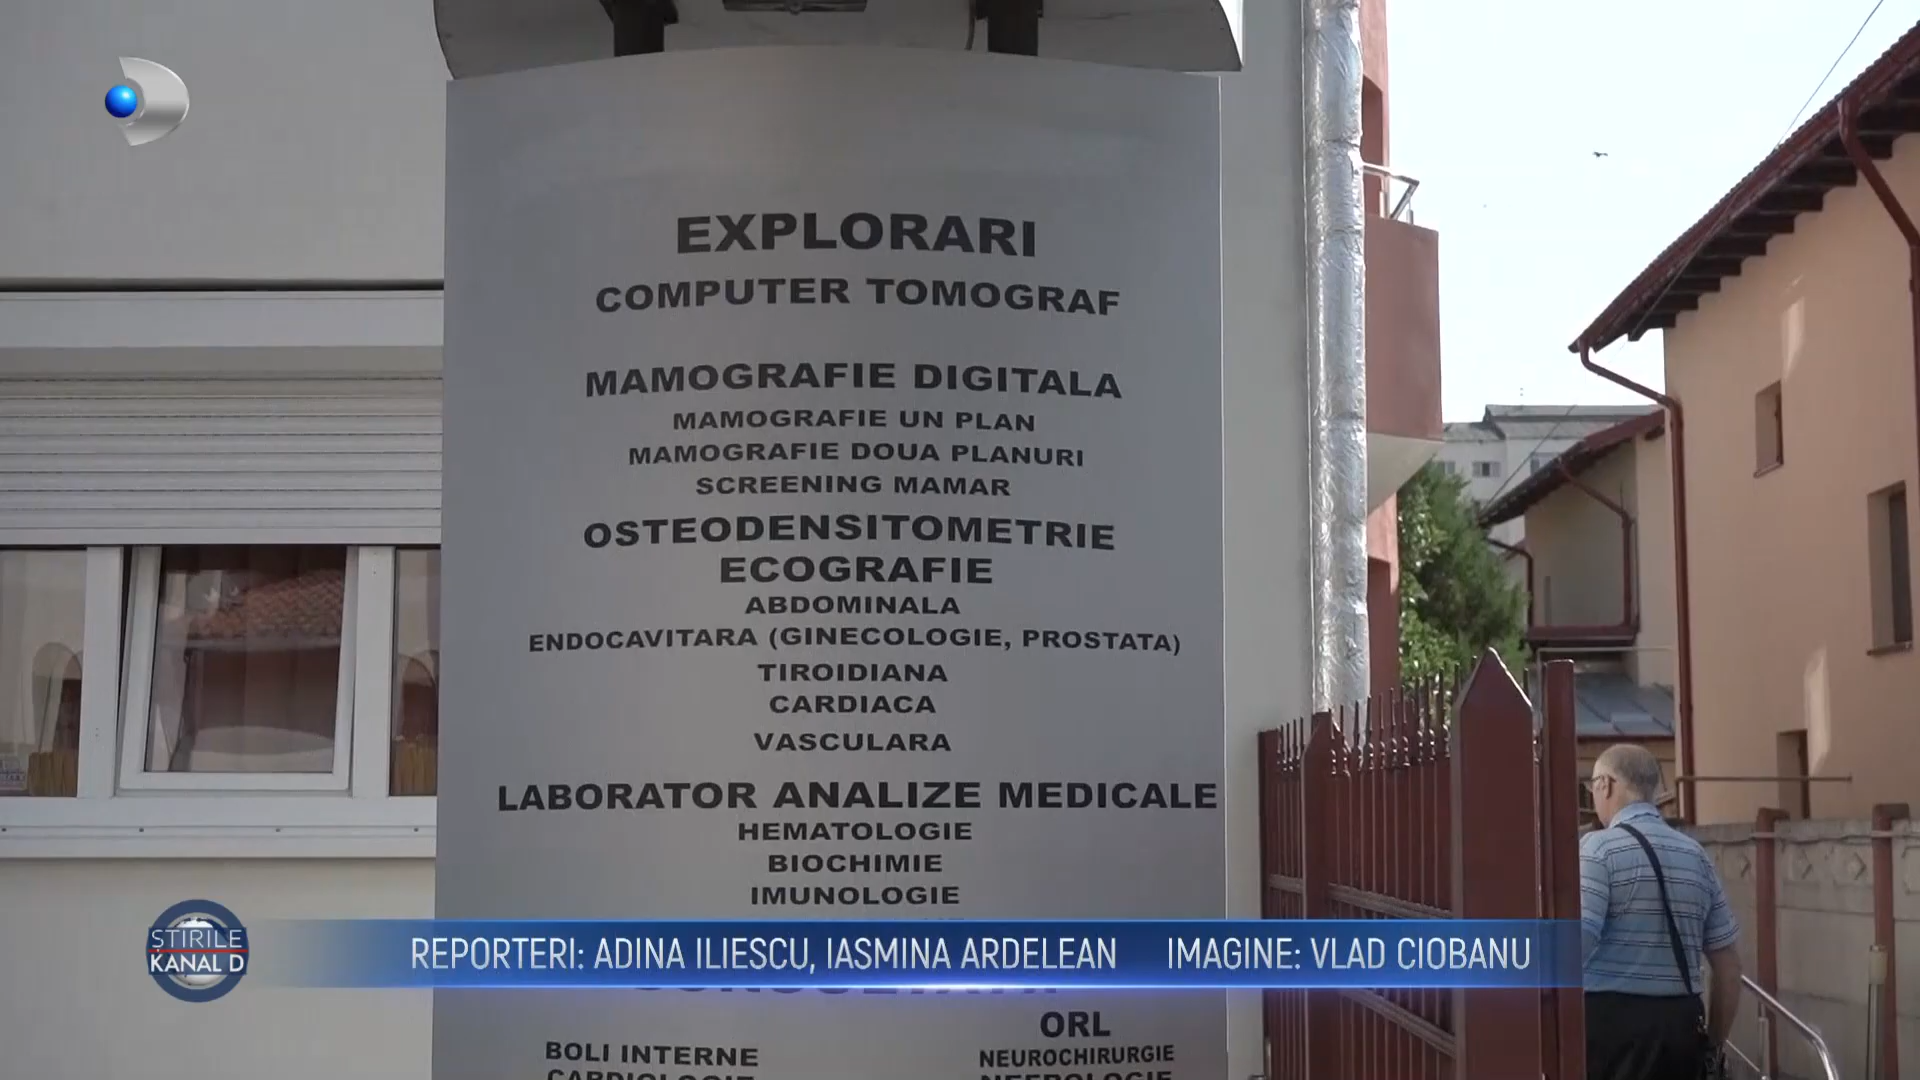 EXPLORARI
COMPUTER TOMOGRAF
MAMOGRAFIE DIGITALA
MAMOGRAFIE UN PLAN
MAMOGRAFIE DOUA PLANURI
SCREENING MAMAR
OSTEODENSITOMETRIE
ECOGRAFIE
ABDOMINALA
ENDOCAVITARA (GINECOLOGIE, PROSTATA)
TIROIDIANA
CARDIACA
VASCULARA
LABORATOR ANALIZE MEDICALE
HEMATOLOGIE
BIOCHIMIE
IMUNOLOGIE
STIRILE
KANAL D
REPORTERI: ADINA ILIESCU, IASMINA ARDELEAN IMAGINE: VLAD CIOBANU
ORL
BOLI INTERNE
NEUROCHIRURGIE
CARDIOLOGIE
NEFROLOGIE